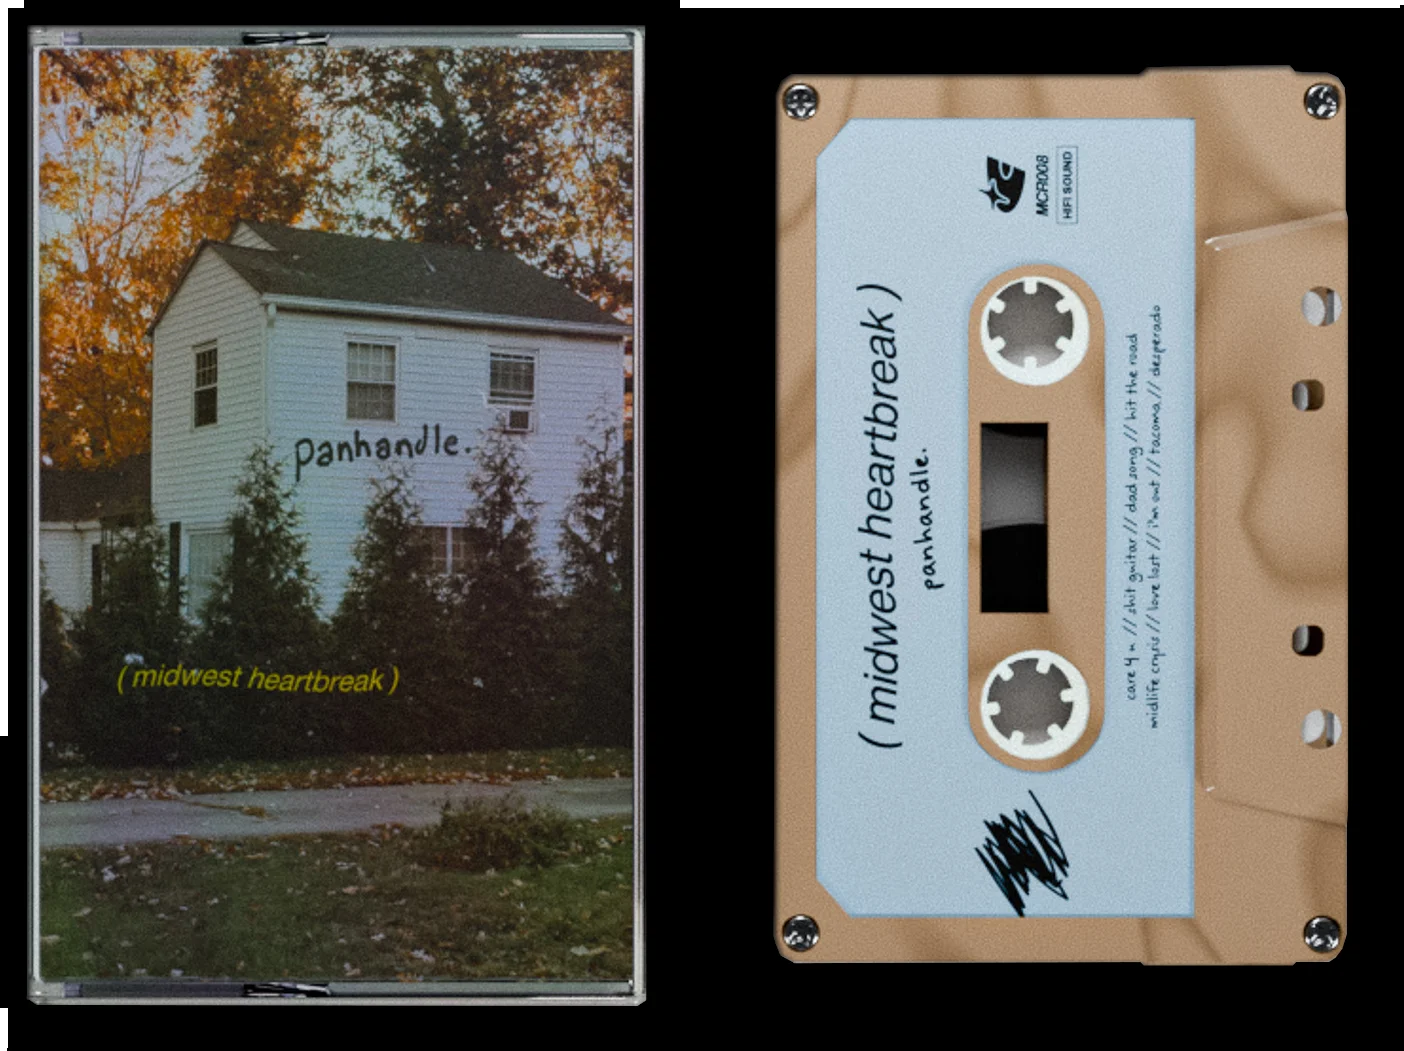 panhandle.
( midwest heartbreak )
MCR008
HIFI SOUND
( midwest heartbreak )
panhandle.
care 4 u // shit guitar // dad song // hit the road
midlife crysis // love lost // i'm out // tacoma // desperado